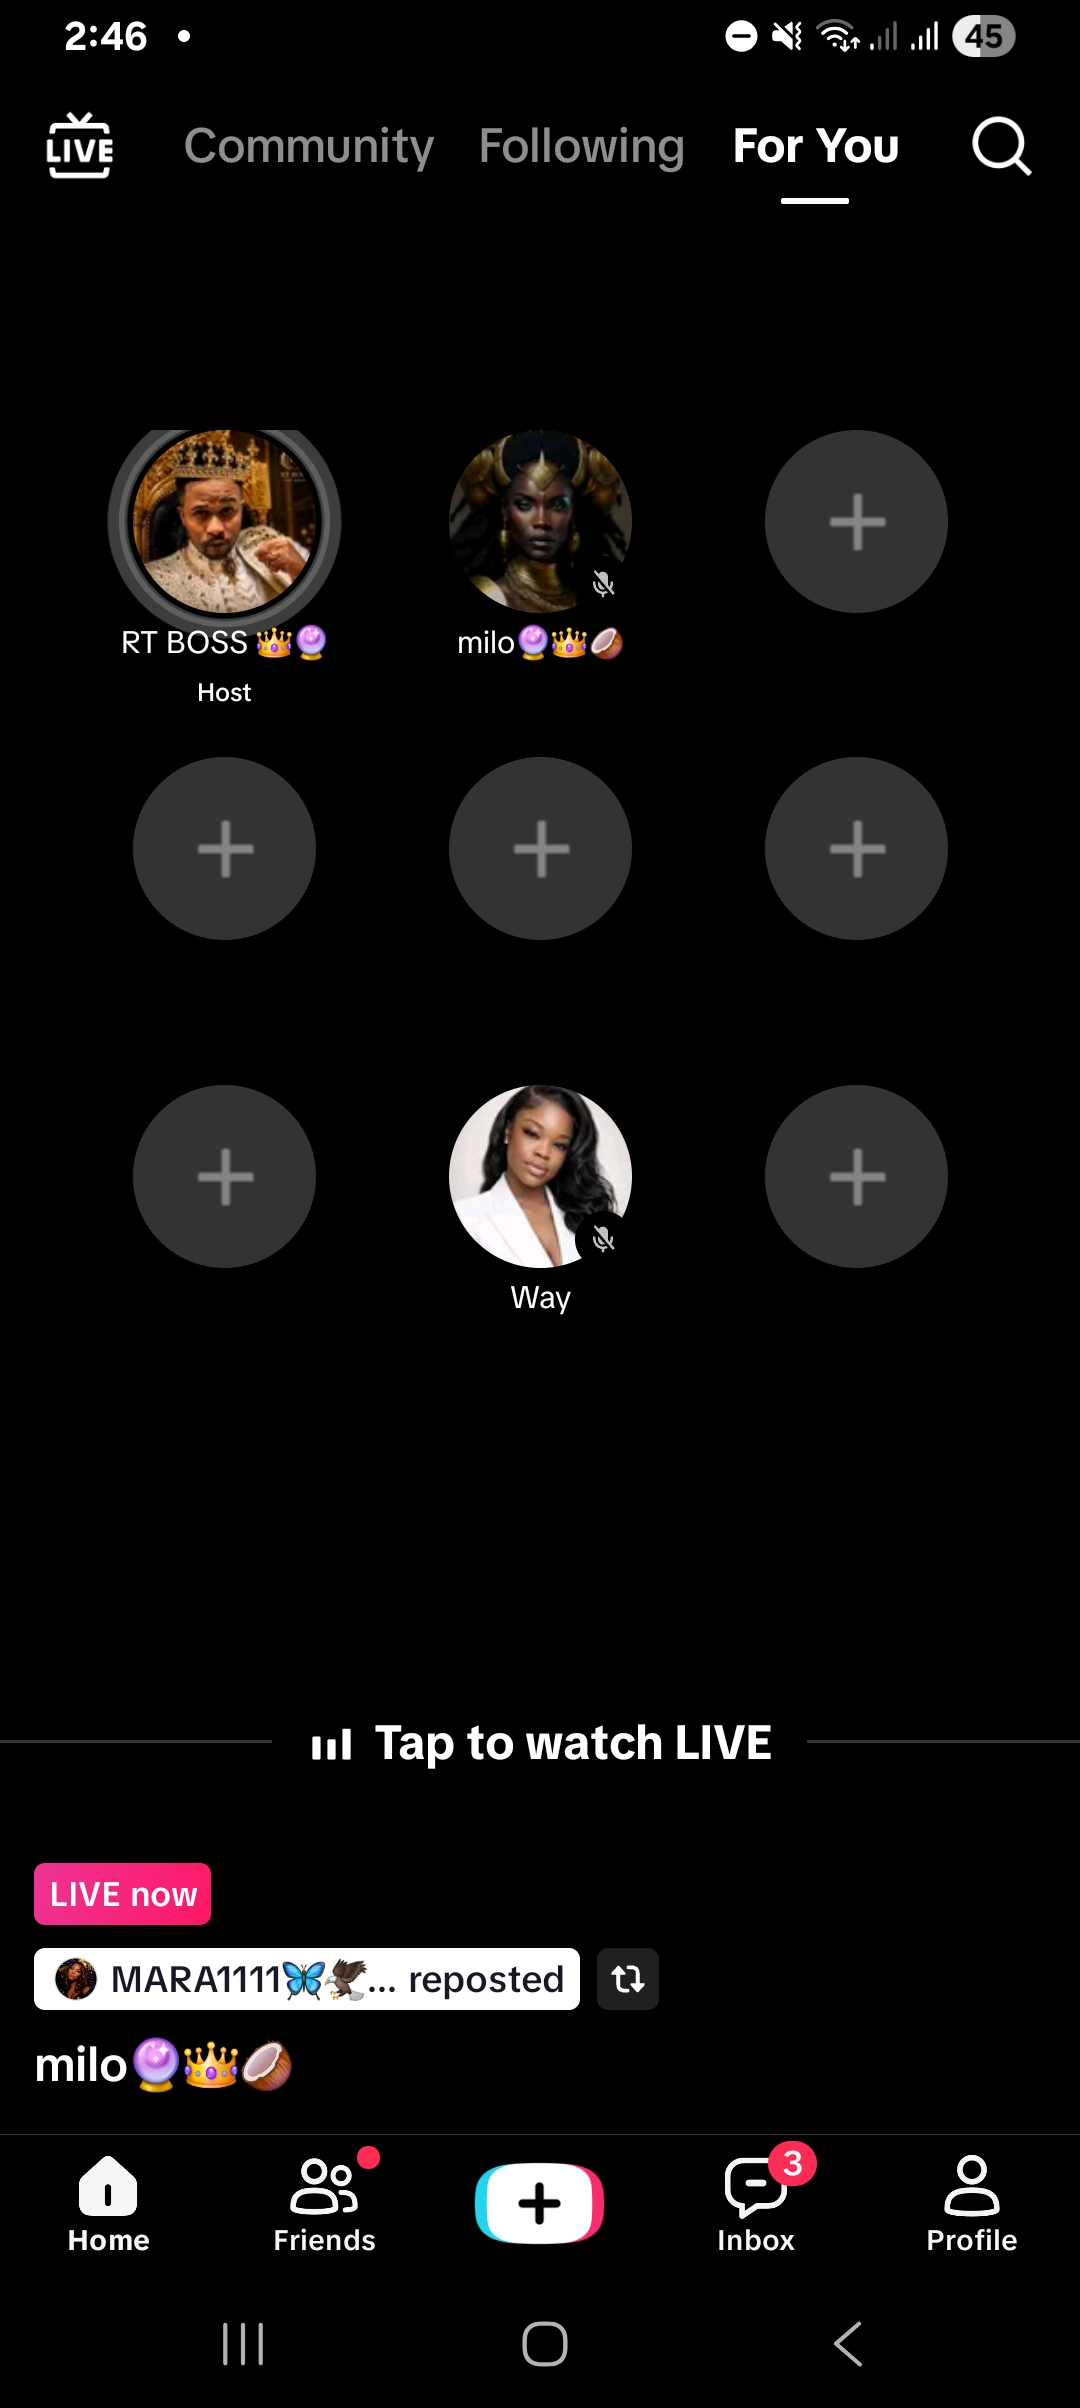 2:46
45
LIVE
Community Following For You
RT BOSS 👑🔮
Host
milo🔮👑🥥
Way
Tap to watch LIVE
LIVE now
MARA1111🦋🦅... reposted
milo🔮👑🥥
Home
Friends
3
Inbox
Profile